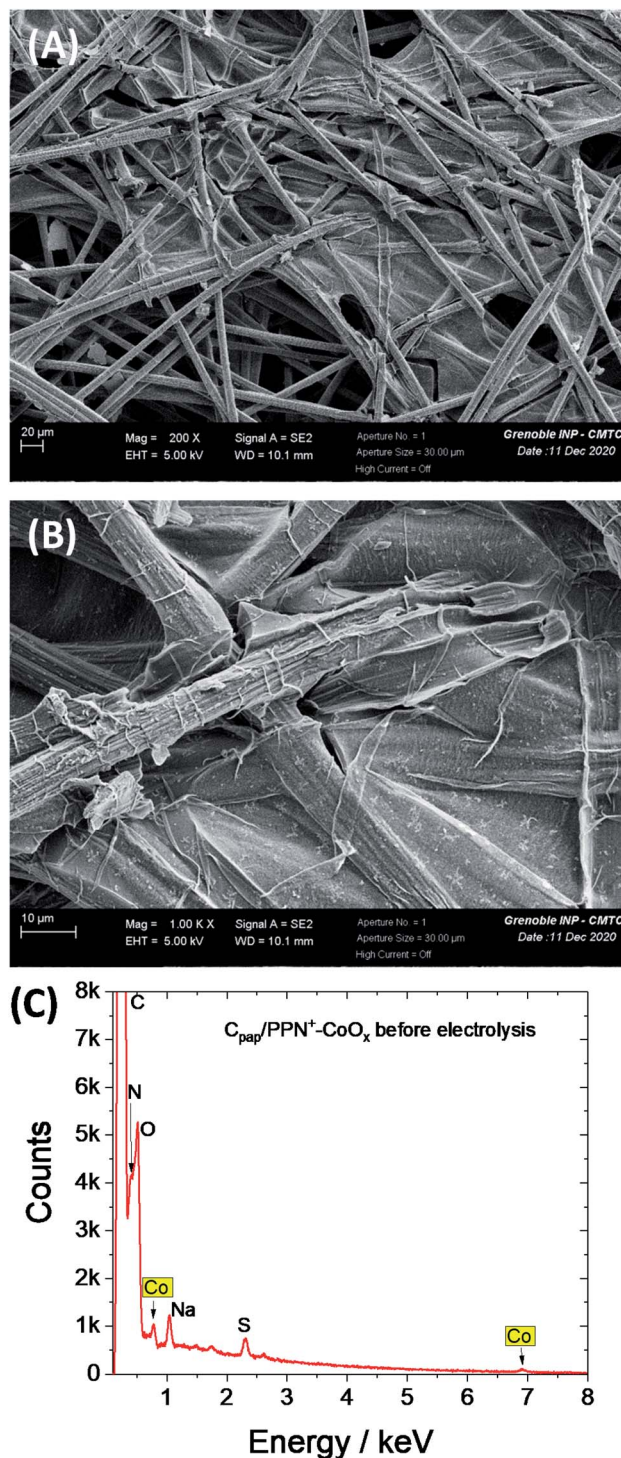 (A)
20 µm
Mag = 200 X
EHT = 5.00 kV
Signal A = SE2
WD = 10.1 mm
Aperture No. = 1
Aperture Size = 30.00 µm
High Current = Off
Grenoble INP - CMTC
Date :11 Dec 2020
(B)
10 µm
Mag = 1.00 K X
EHT = 5.00 kV
Signal A = SE2
WD = 10.1 mm
Aperture No. = 1
Aperture Size = 30.00 µm
High Current = Off
Grenoble INP - CMTC
Date :11 Dec 2020
(C)
C_pap/PPN⁺-CoOₓ before electrolysis
C
N
O
Co
Na
S
Co
8k
7k
6k
5k
4k
3k
2k
1k
0
Counts
1 2 3 4 5 6 7 8
Energy / keV